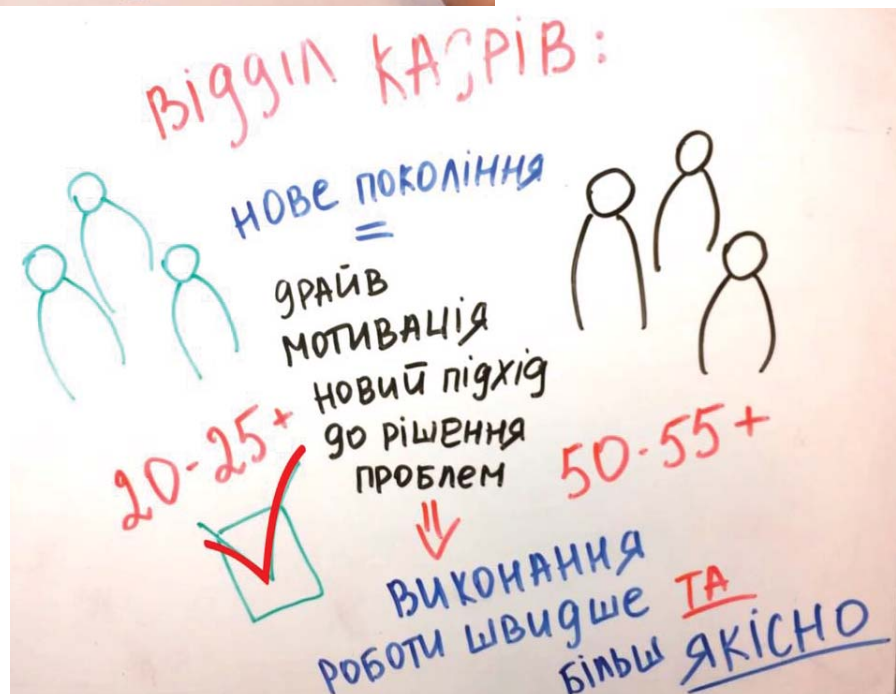 ВІДДІЛ КАДРІВ:
НОВЕ ПОКОЛІННЯ
=
ДРАЙВ
МОТИВАЦІЯ
НОВИЙ ПІДХІД
ДО РІШЕННЯ
ПРОБЛЕМ
20-25+
50-55+
ВИКОНАННЯ
РОБОТИ ШВИДШЕ ТА
БІЛЬШ ЯКІСНО